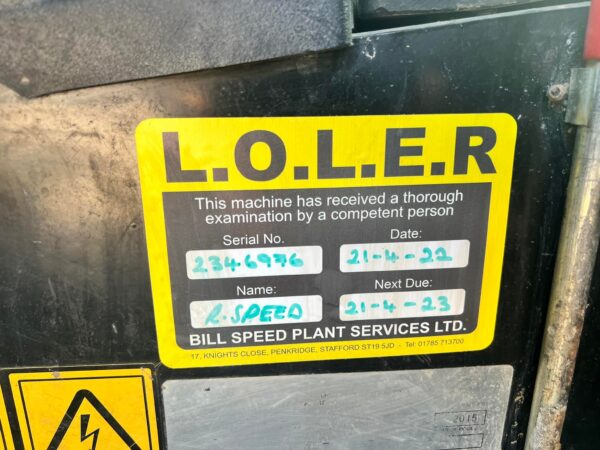 L.O.L.E.R
This machine has received a thorough
examination by a competent person
Serial No. Date:
2346976 21-4-22
Name: Next Due:
R. SPEED 21-4-23
BILL SPEED PLANT SERVICES LTD.
17, KNIGHTS CLOSE, PENKRIDGE, STAFFORD ST19 5JD - Tel: 01785 713700
2015